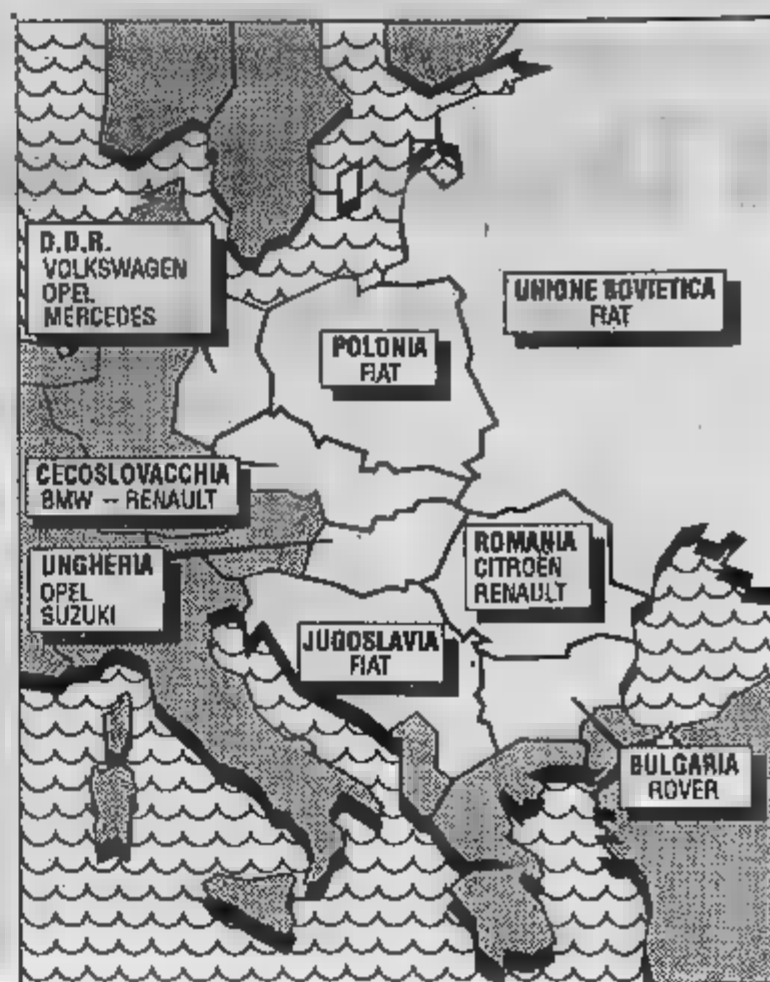 D.D.R.
VOLKSWAGEN
OPEL
MERCEDES
UNIONE SOVIETICA
FIAT
POLONIA
FIAT
CECOSLOVACCHIA
BMW – RENAULT
UNGHERIA
OPEL
SUZUKI
ROMANIA
CITROËN
RENAULT
JUGOSLAVIA
FIAT
BULGARIA
ROVER